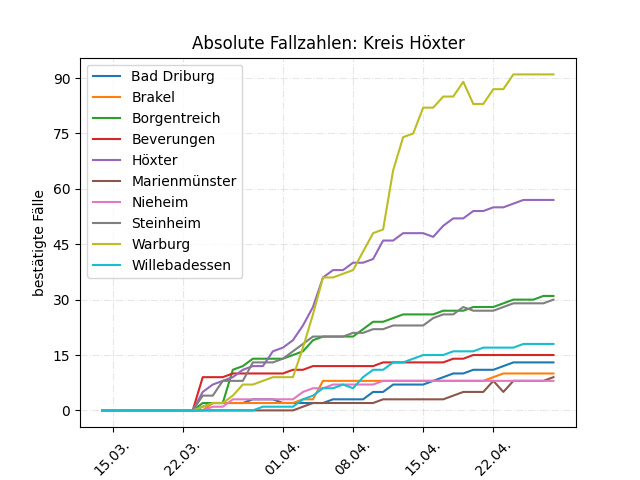 Absolute Fallzahlen: Kreis Höxter
bestätigte Fälle
90
75
60
45
30
15
0
Bad Driburg
Brakel
Borgentreich
Beverungen
Höxter
Marienmünster
Nieheim
Steinheim
Warburg
Willebadessen
15.03.
22.03.
01.04.
08.04.
15.04.
22.04.